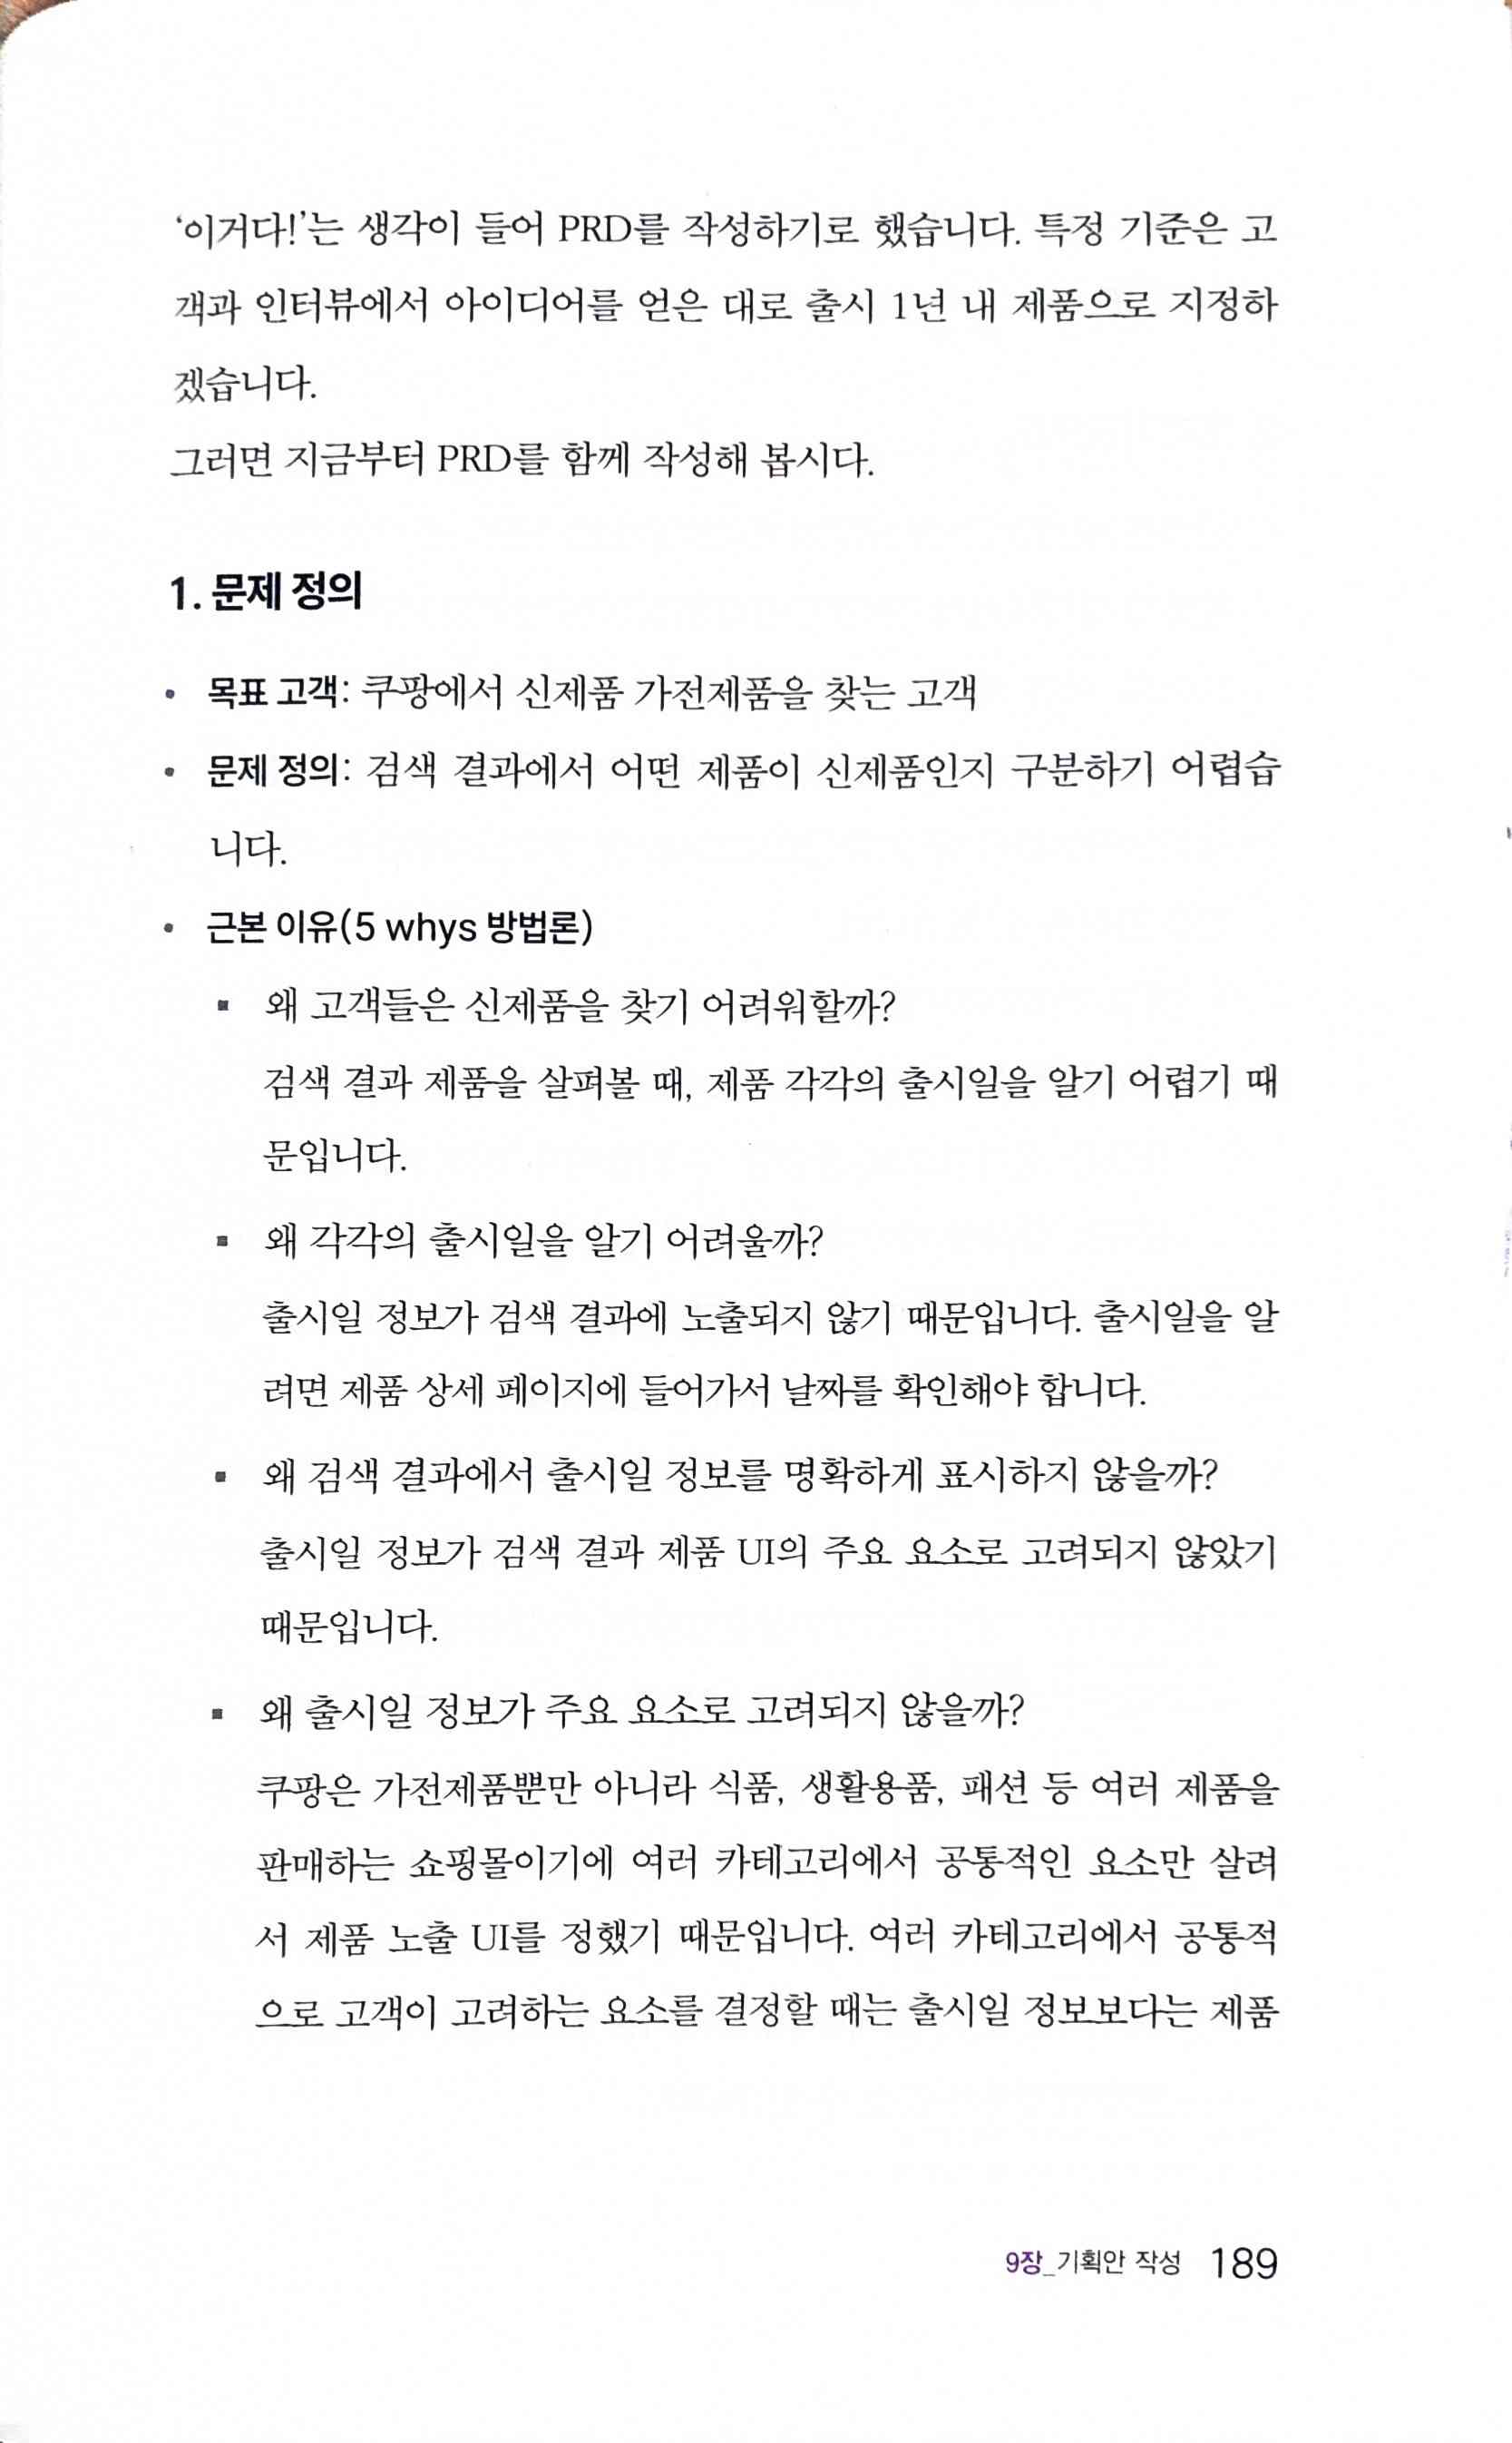 ‘이거다!’는 생각이 들어 PRD를 작성하기로 했습니다. 특정 기준은 고
객과 인터뷰에서 아이디어를 얻은 대로 출시 1년 내 제품으로 지정하
겠습니다.
그러면 지금부터 PRD를 함께 작성해 봅시다.
1. 문제 정의
• 목표 고객: 쿠팡에서 신제품 가전제품을 찾는 고객
• 문제 정의: 검색 결과에서 어떤 제품이 신제품인지 구분하기 어렵습
니다.
• 근본 이유(5 whys 방법론)
▪ 왜 고객들은 신제품을 찾기 어려워할까?
검색 결과 제품을 살펴볼 때, 제품 각각의 출시일을 알기 어렵기 때
문입니다.
▪ 왜 각각의 출시일을 알기 어려울까?
출시일 정보가 검색 결과에 노출되지 않기 때문입니다. 출시일을 알
려면 제품 상세 페이지에 들어가서 날짜를 확인해야 합니다.
▪ 왜 검색 결과에서 출시일 정보를 명확하게 표시하지 않을까?
출시일 정보가 검색 결과 제품 UI의 주요 요소로 고려되지 않았기
때문입니다.
▪ 왜 출시일 정보가 주요 요소로 고려되지 않을까?
쿠팡은 가전제품뿐만 아니라 식품, 생활용품, 패션 등 여러 제품을
판매하는 쇼핑몰이기에 여러 카테고리에서 공통적인 요소만 살려
서 제품 노출 UI를 정했기 때문입니다. 여러 카테고리에서 공통적
으로 고객이 고려하는 요소를 결정할 때는 출시일 정보보다는 제품
9장_기획안 작성 189